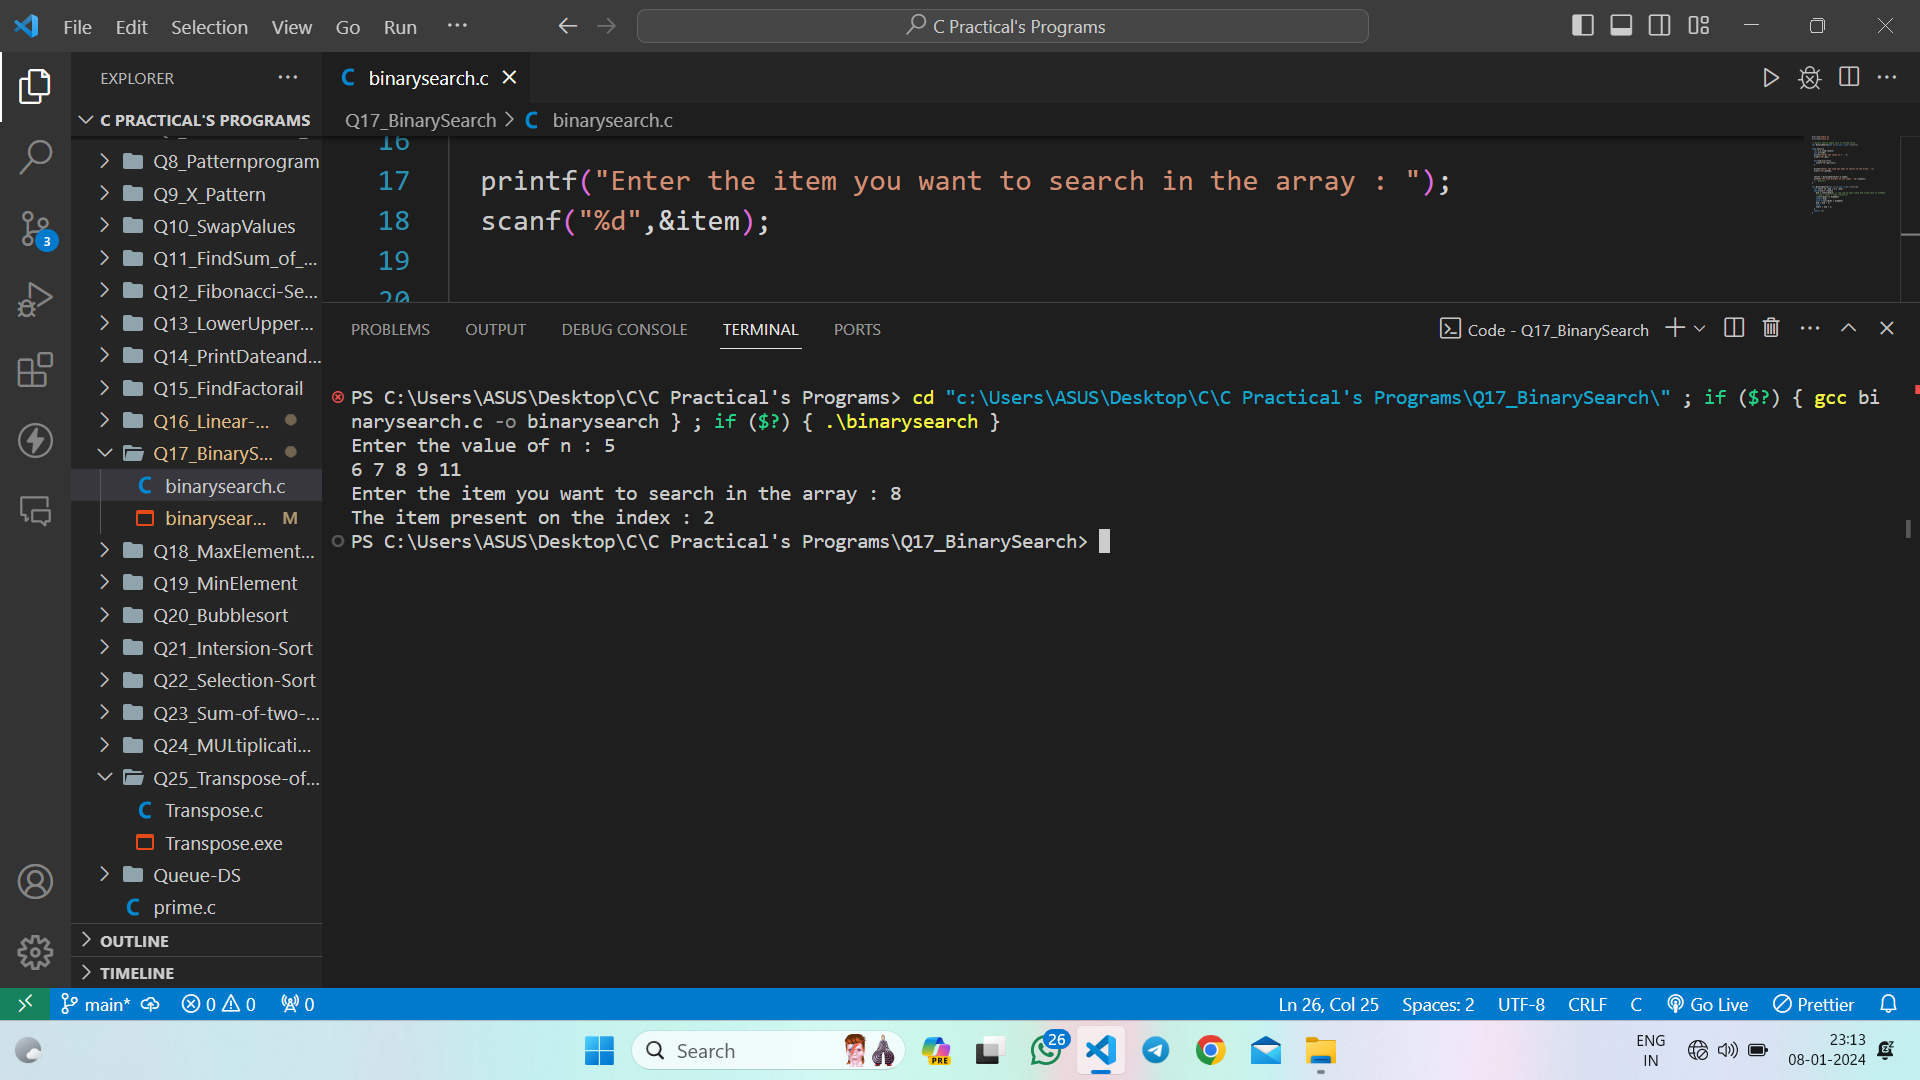 File Edit Selection View Go Run ···
C Practical's Programs
EXPLORER ···
C PRACTICAL'S PROGRAMS
Q8_Patternprogram
Q9_X_Pattern
Q10_SwapValues
Q11_FindSum_of_...
Q12_Fibonacci-Se...
Q13_LowerUpper...
Q14_PrintDateand...
Q15_FindFactorail
Q16_Linear-...
Q17_BinaryS...
C binarysearch.c
binarysear... M
Q18_MaxElement...
Q19_MinElement
Q20_Bubblesort
Q21_Intersion-Sort
Q22_Selection-Sort
Q23_Sum-of-two-...
Q24_MULtiplicati...
Q25_Transpose-of...
C Transpose.c
Transpose.exe
Queue-DS
C prime.c
OUTLINE
TIMELINE
3
C binarysearch.c
Q17_BinarySearch > C binarysearch.c
16
17 printf("Enter the item you want to search in the array : ");
18 scanf("%d",&item);
19
20
PROBLEMS OUTPUT DEBUG CONSOLE TERMINAL PORTS
Code - Q17_BinarySearch
PS C:\Users\ASUS\Desktop\C\C Practical's Programs> cd "c:\Users\ASUS\Desktop\C\C Practical's Programs\Q17_BinarySearch\" ; if ($?) { gcc bi
narysearch.c -o binarysearch } ; if ($?) { .\binarysearch }
Enter the value of n : 5
6 7 8 9 11
Enter the item you want to search in the array : 8
The item present on the index : 2
PS C:\Users\ASUS\Desktop\C\C Practical's Programs\Q17_BinarySearch>
main* 0 0 0
Ln 26, Col 25 Spaces: 2 UTF-8 CRLF C Go Live Prettier
Search
PRE
26
ENG
IN
23:13
08-01-2024